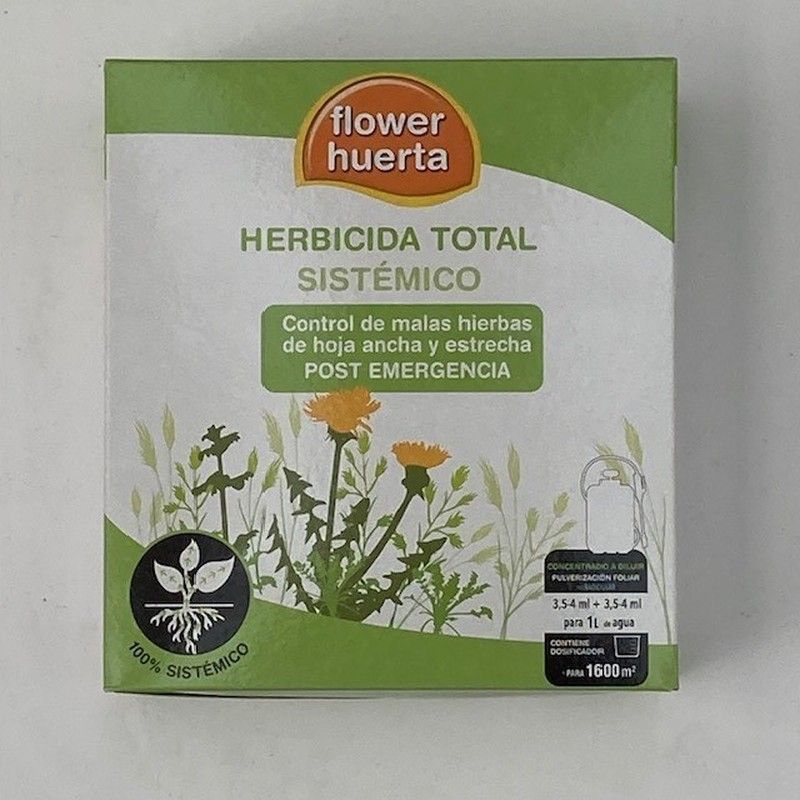 flower
huerta
HERBICIDA TOTAL
SISTÉMICO
Control de malas hierbas
de hoja ancha y estrecha
POST EMERGENCIA
100% SISTÉMICO
CONCENTRADO A DILUIR
PULVERIZACIÓN FOLIAR
3,5-4 ml + 3,5-4 ml
para 1L de agua
CONTIENE
DOSIFICADOR
PARA 1600 m²